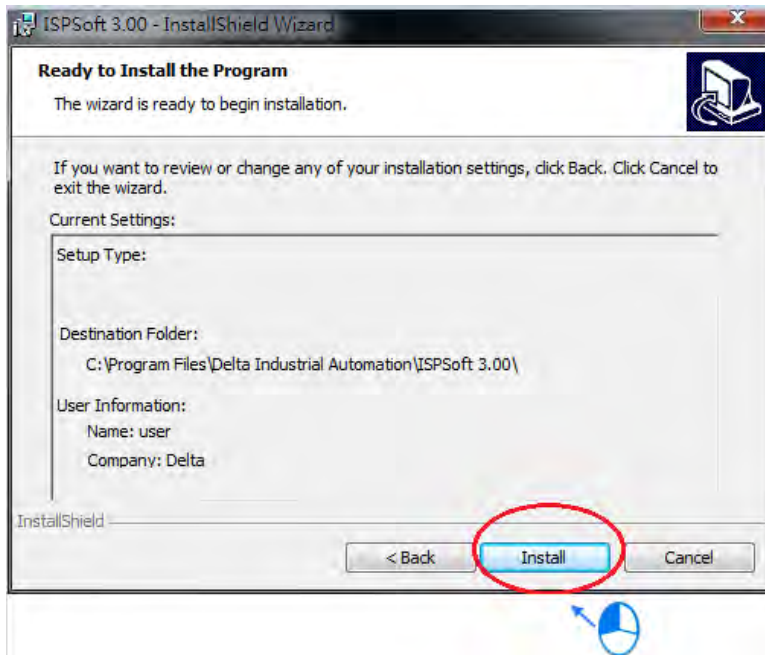 ISPSoft 3.00 - InstallShield Wizard
Ready to Install the Program
The wizard is ready to begin installation.
If you want to review or change any of your installation settings, click Back. Click Cancel to
exit the wizard.
Current Settings:
Setup Type:
Destination Folder:
C:\Program Files\Delta Industrial Automation\ISPSoft 3.00\
User Information:
Name: user
Company: Delta
InstallShield
< Back Install Cancel